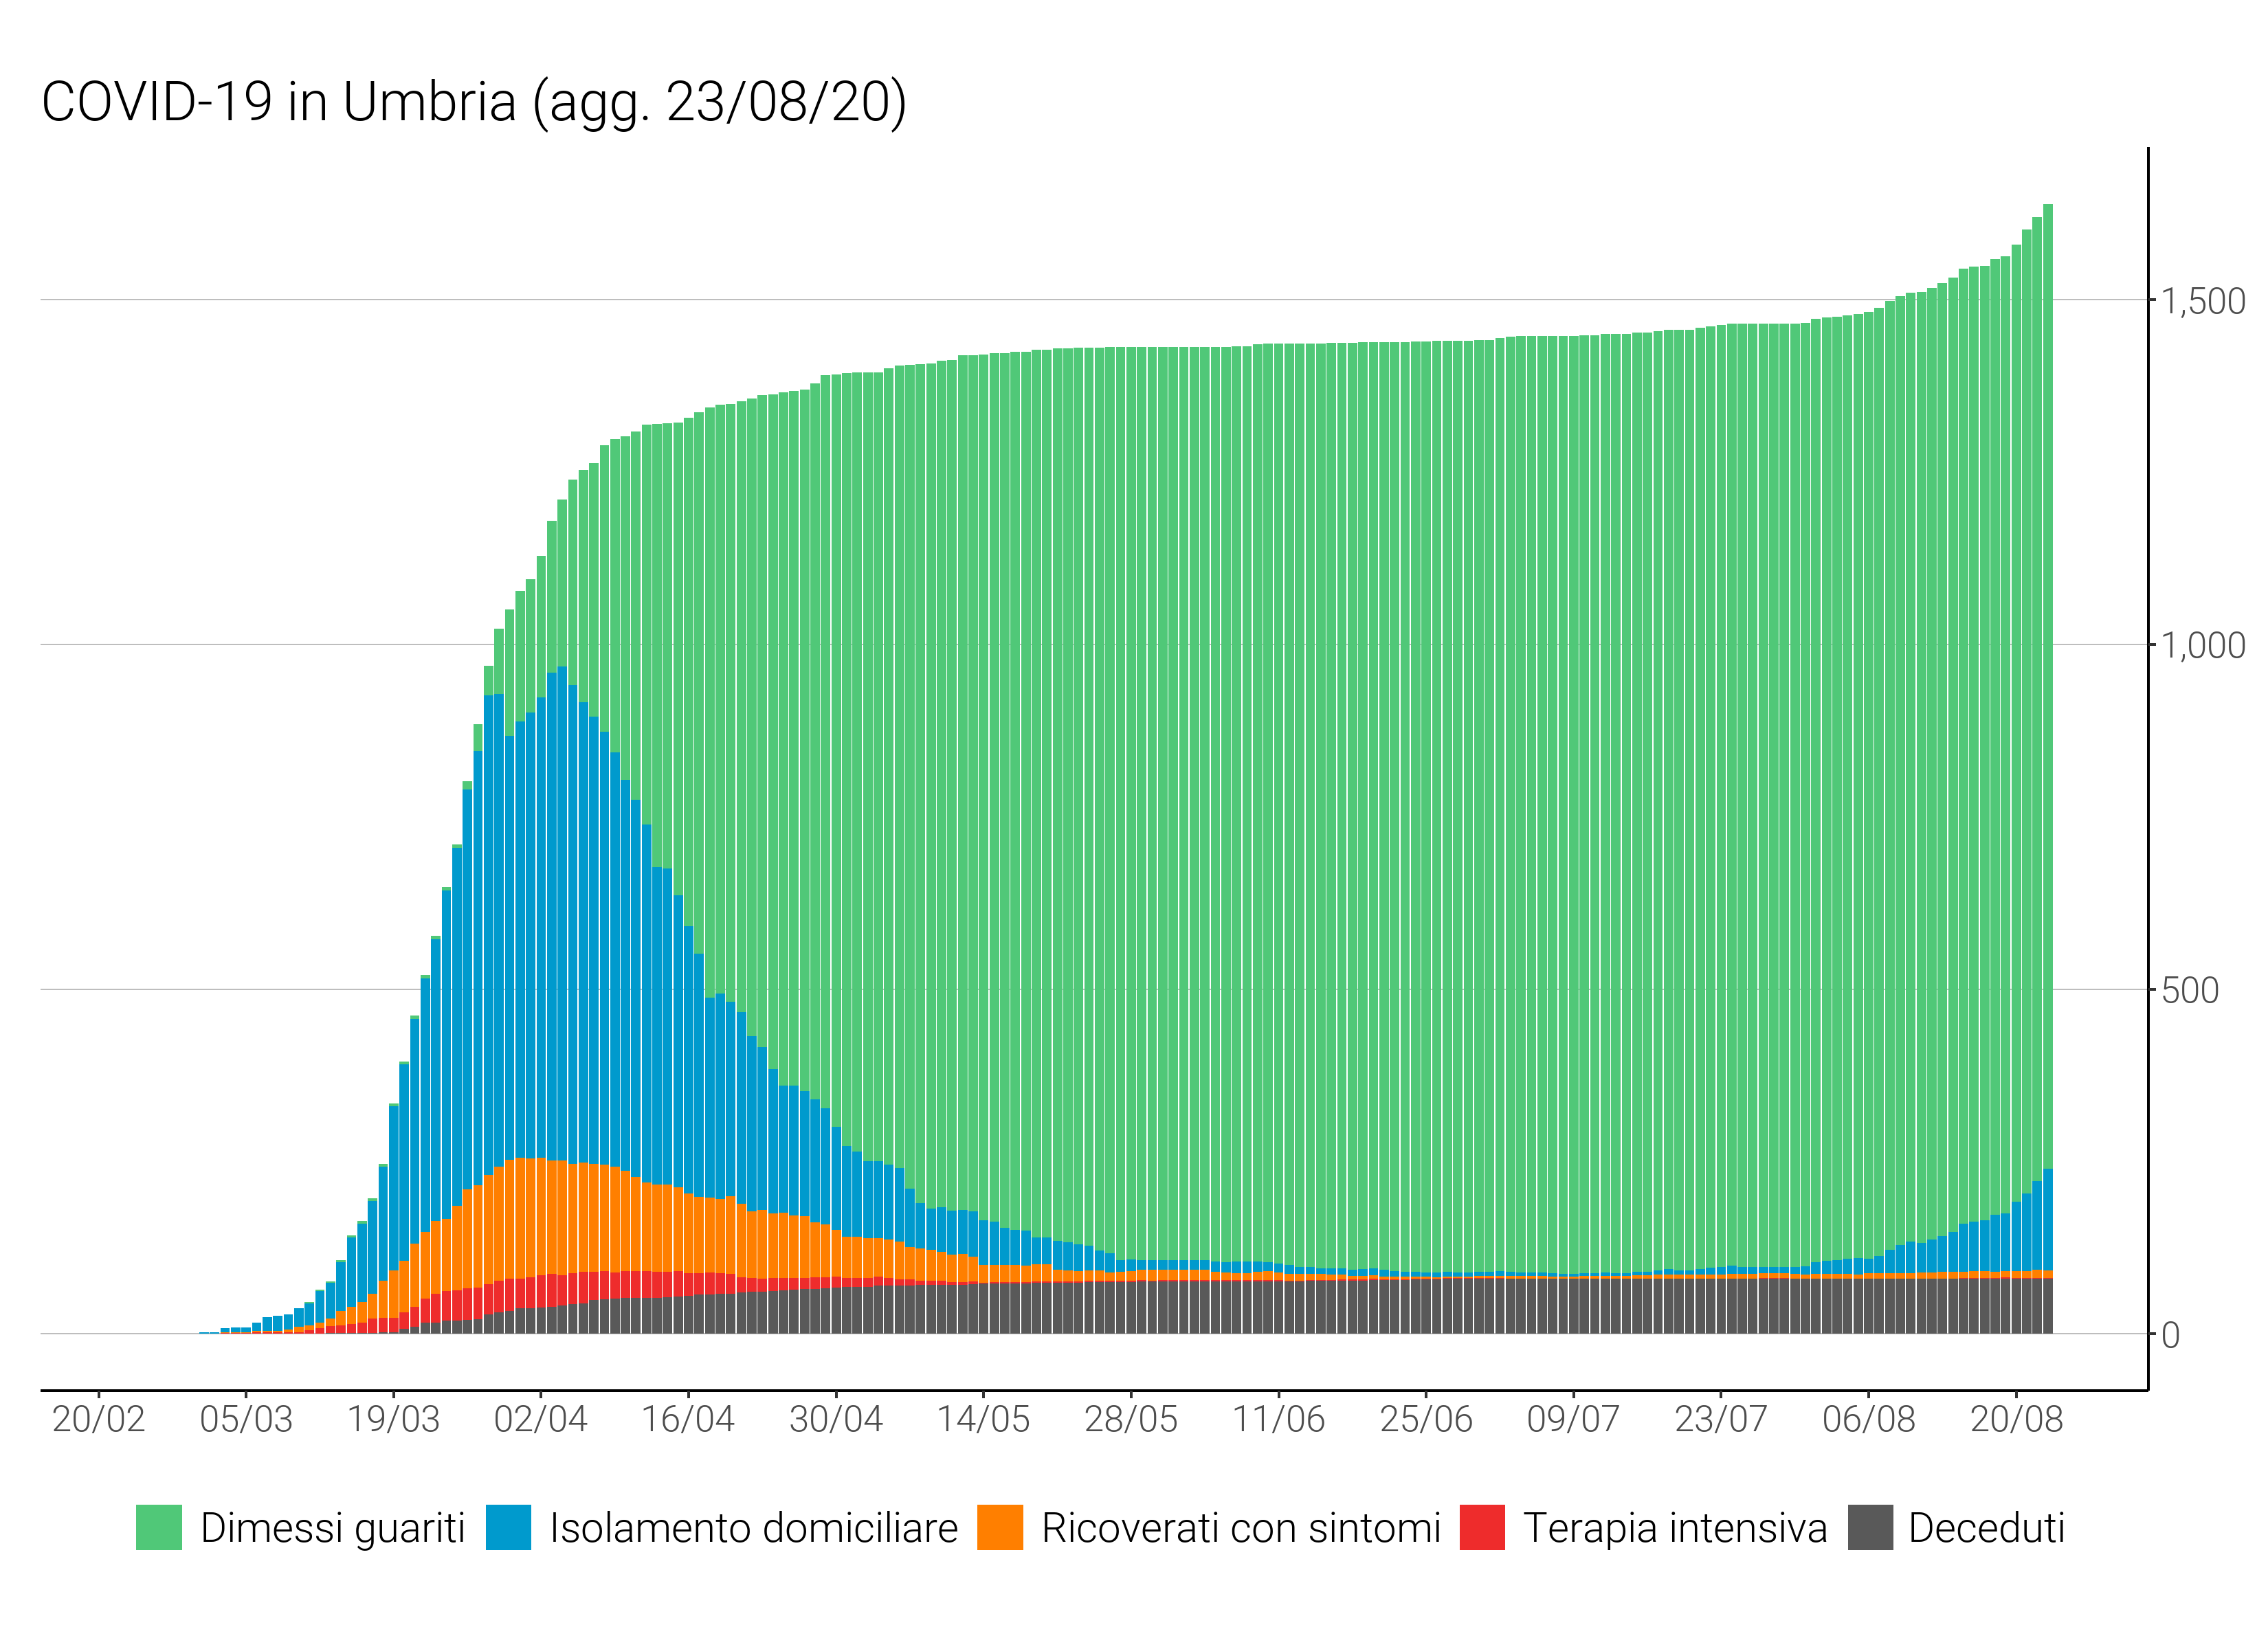 COVID-19 in Umbria (agg. 23/08/20)
1,500
1,000
500
0
20/02 05/03 19/03 02/04 16/04 30/04 14/05 28/05 11/06 25/06 09/07 23/07 06/08 20/08
Dimessi guariti Isolamento domiciliare Ricoverati con sintomi Terapia intensiva Deceduti